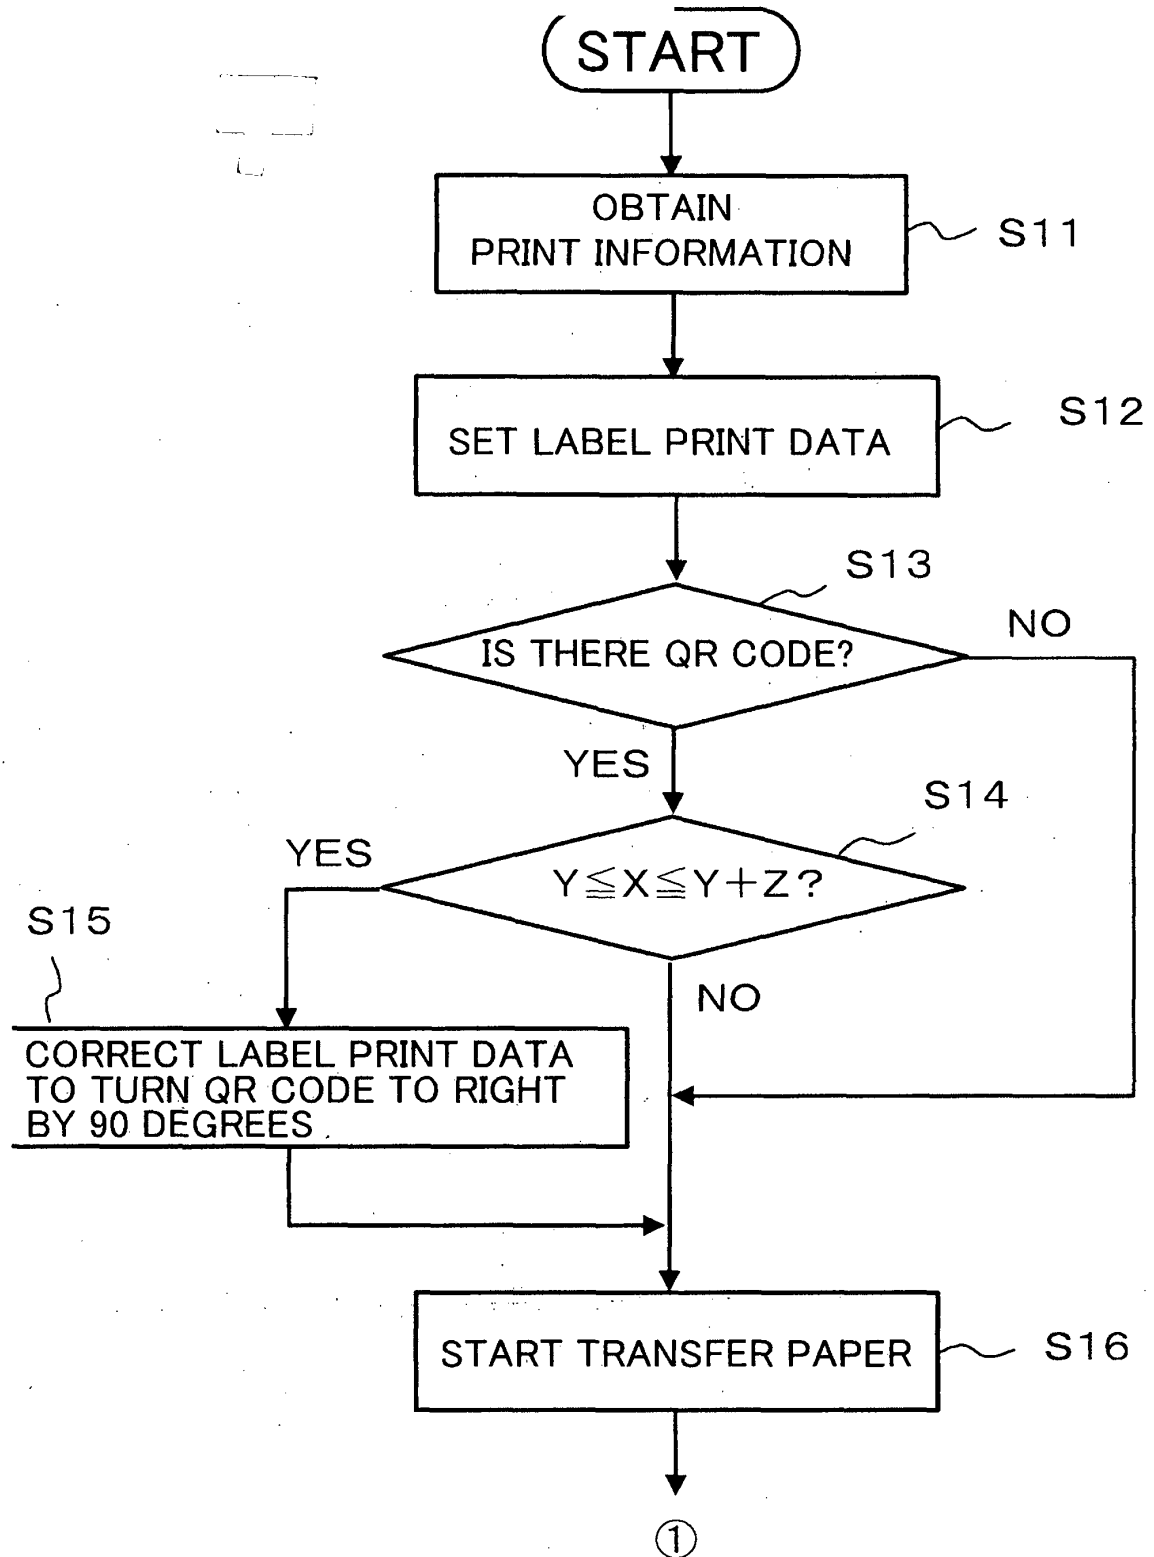 START
OBTAIN
PRINT INFORMATION
S11
SET LABEL PRINT DATA
S12
S13
IS THERE QR CODE?
NO
YES
S14
YES
Y≦X≦Y+Z?
S15
NO
CORRECT LABEL PRINT DATA
TO TURN QR CODE TO RIGHT
BY 90 DEGREES
START TRANSFER PAPER
S16
①